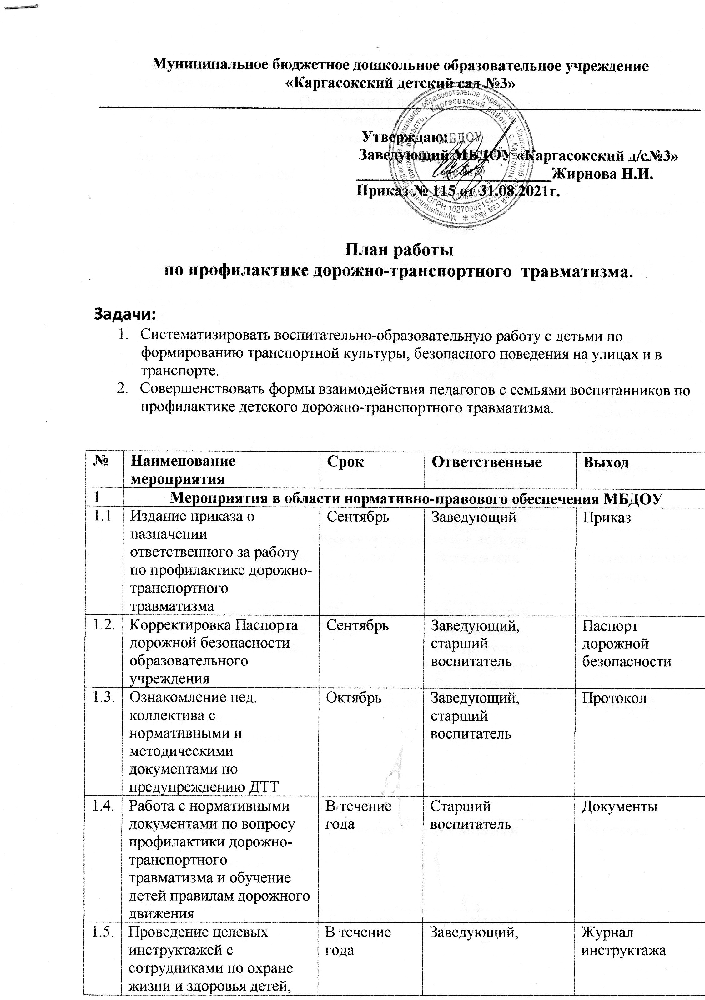 Муниципальное бюджетное дошкольное образовательное учреждение
«Каргасокский детский сад №3»
Утверждаю:
Заведующий МБДОУ «Каргасокский д/с№3»
Жирнова Н.И.
Приказ № 115 от 31.08.2021г.
Муниципальное бюджетное дошкольное образовательное учреждение «Каргасокский детский сад №3» *
Томская область, Каргасокский район, с.Каргасок
МБДОУ
План работы
по профилактике дорожно-транспортного  травматизма.
Задачи:
1. Систематизировать воспитательно-образовательную работу с детьми по
формированию транспортной культуры, безопасного поведения на улицах и в
транспорте.
2. Совершенствовать формы взаимодействия педагогов с семьями воспитанников по
профилактике детского дорожно-транспортного травматизма.
№ Наименование Срок Ответственные Выход
мероприятия
1 Мероприятия в области нормативно-правового обеспечения МБДОУ
1.1 Издание приказа о Сентябрь Заведующий Приказ
назначении
ответственного за работу
по профилактике дорожно-
транспортного
травматизма
1.2. Корректировка Паспорта Сентябрь Заведующий, Паспорт
дорожной безопасности старший дорожной
образовательного воспитатель безопасности
учреждения
1.3. Ознакомление пед. Октябрь Заведующий, Протокол
коллектива с старший
нормативными и воспитатель
методическими
документами по
предупреждению ДТТ
1.4. Работа с нормативными В течение Старший Документы
документами по вопросу года воспитатель
профилактики дорожно-
транспортного
травматизма и обучение
детей правилам дорожного
движения
1.5. Проведение целевых В течение Заведующий, Журнал
инструктажей с года инструктажа
сотрудниками по охране
жизни и здоровья детей,